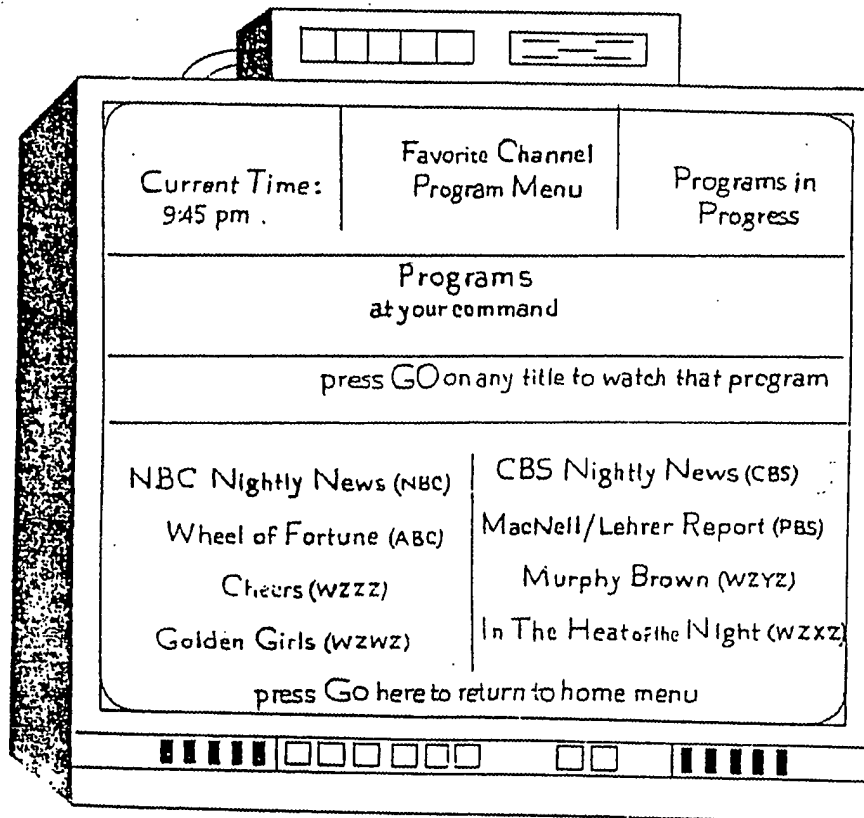 Current Time:
9:45 pm .
Favorite Channel
Program Menu
Programs in
Progress
Programs
at your command
press GO on any title to watch that program
NBC Nightly News (NBC)
Wheel of Fortune (ABC)
Cheers (WZZZ)
Golden Girls (WZWZ)
CBS Nightly News (CBS)
MacNeil/Lehrer Report (PBS)
Murphy Brown (WZYZ)
In The Heat of the Night (WZXZ)
press Go here to return to home menu